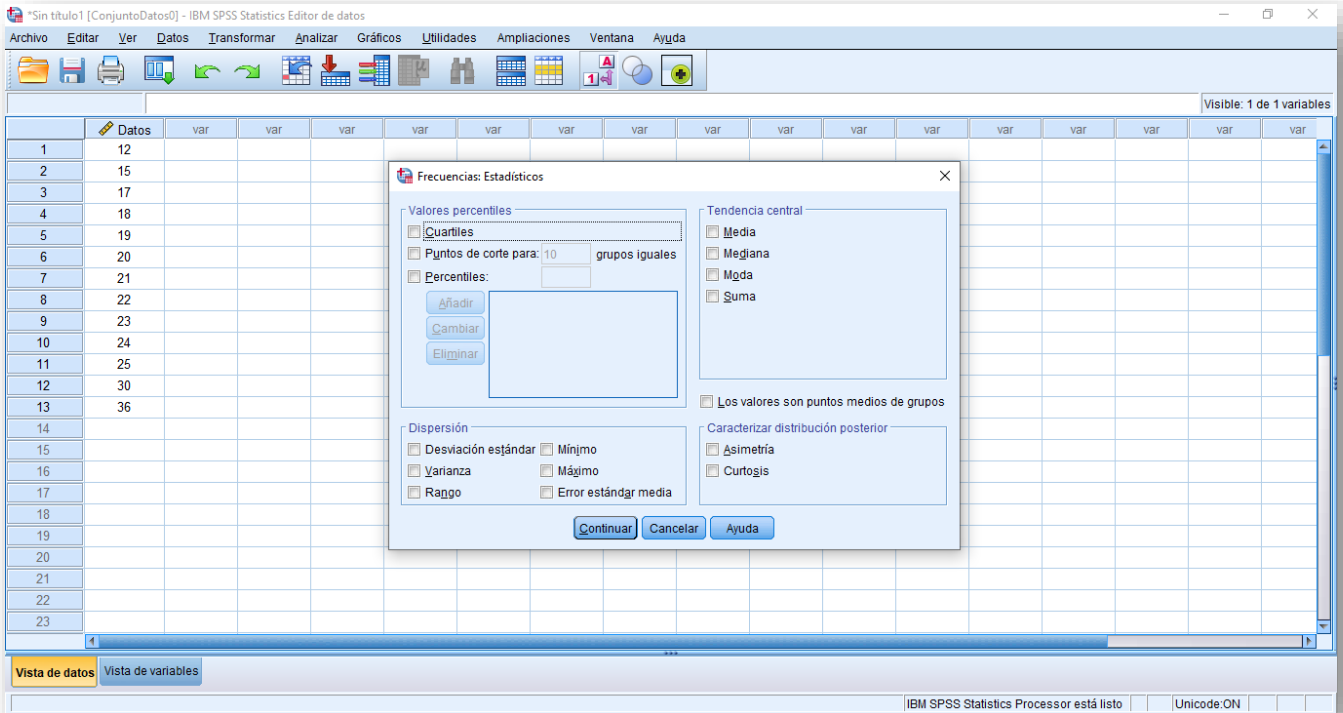 *Sin título1 [ConjuntoDatos0] - IBM SPSS Statistics Editor de datos
Archivo Editar Ver Datos Transformar Analizar Gráficos Utilidades Ampliaciones Ventana Ayuda
Visible: 1 de 1 variables
Datos var var var var var var var var var var var var var var var var
1 12
2 15
3 17
4 18
5 19
6 20
7 21
8 22
9 23
10 24
11 25
12 30
13 36
14
15
16
17
18
19
20
21
22
23
Frecuencias: Estadísticos
Valores percentiles
Cuartiles
Puntos de corte para: 10 grupos iguales
Percentiles:
Añadir
Cambiar
Eliminar
Tendencia central
Media
Mediana
Moda
Suma
Los valores son puntos medios de grupos
Dispersión
Desviación estándar Mínimo
Varianza Máximo
Rango Error estándar media
Caracterizar distribución posterior
Asimetría
Curtosis
Continuar Cancelar Ayuda
Vista de datos Vista de variables
IBM SPSS Statistics Processor está listo Unicode:ON